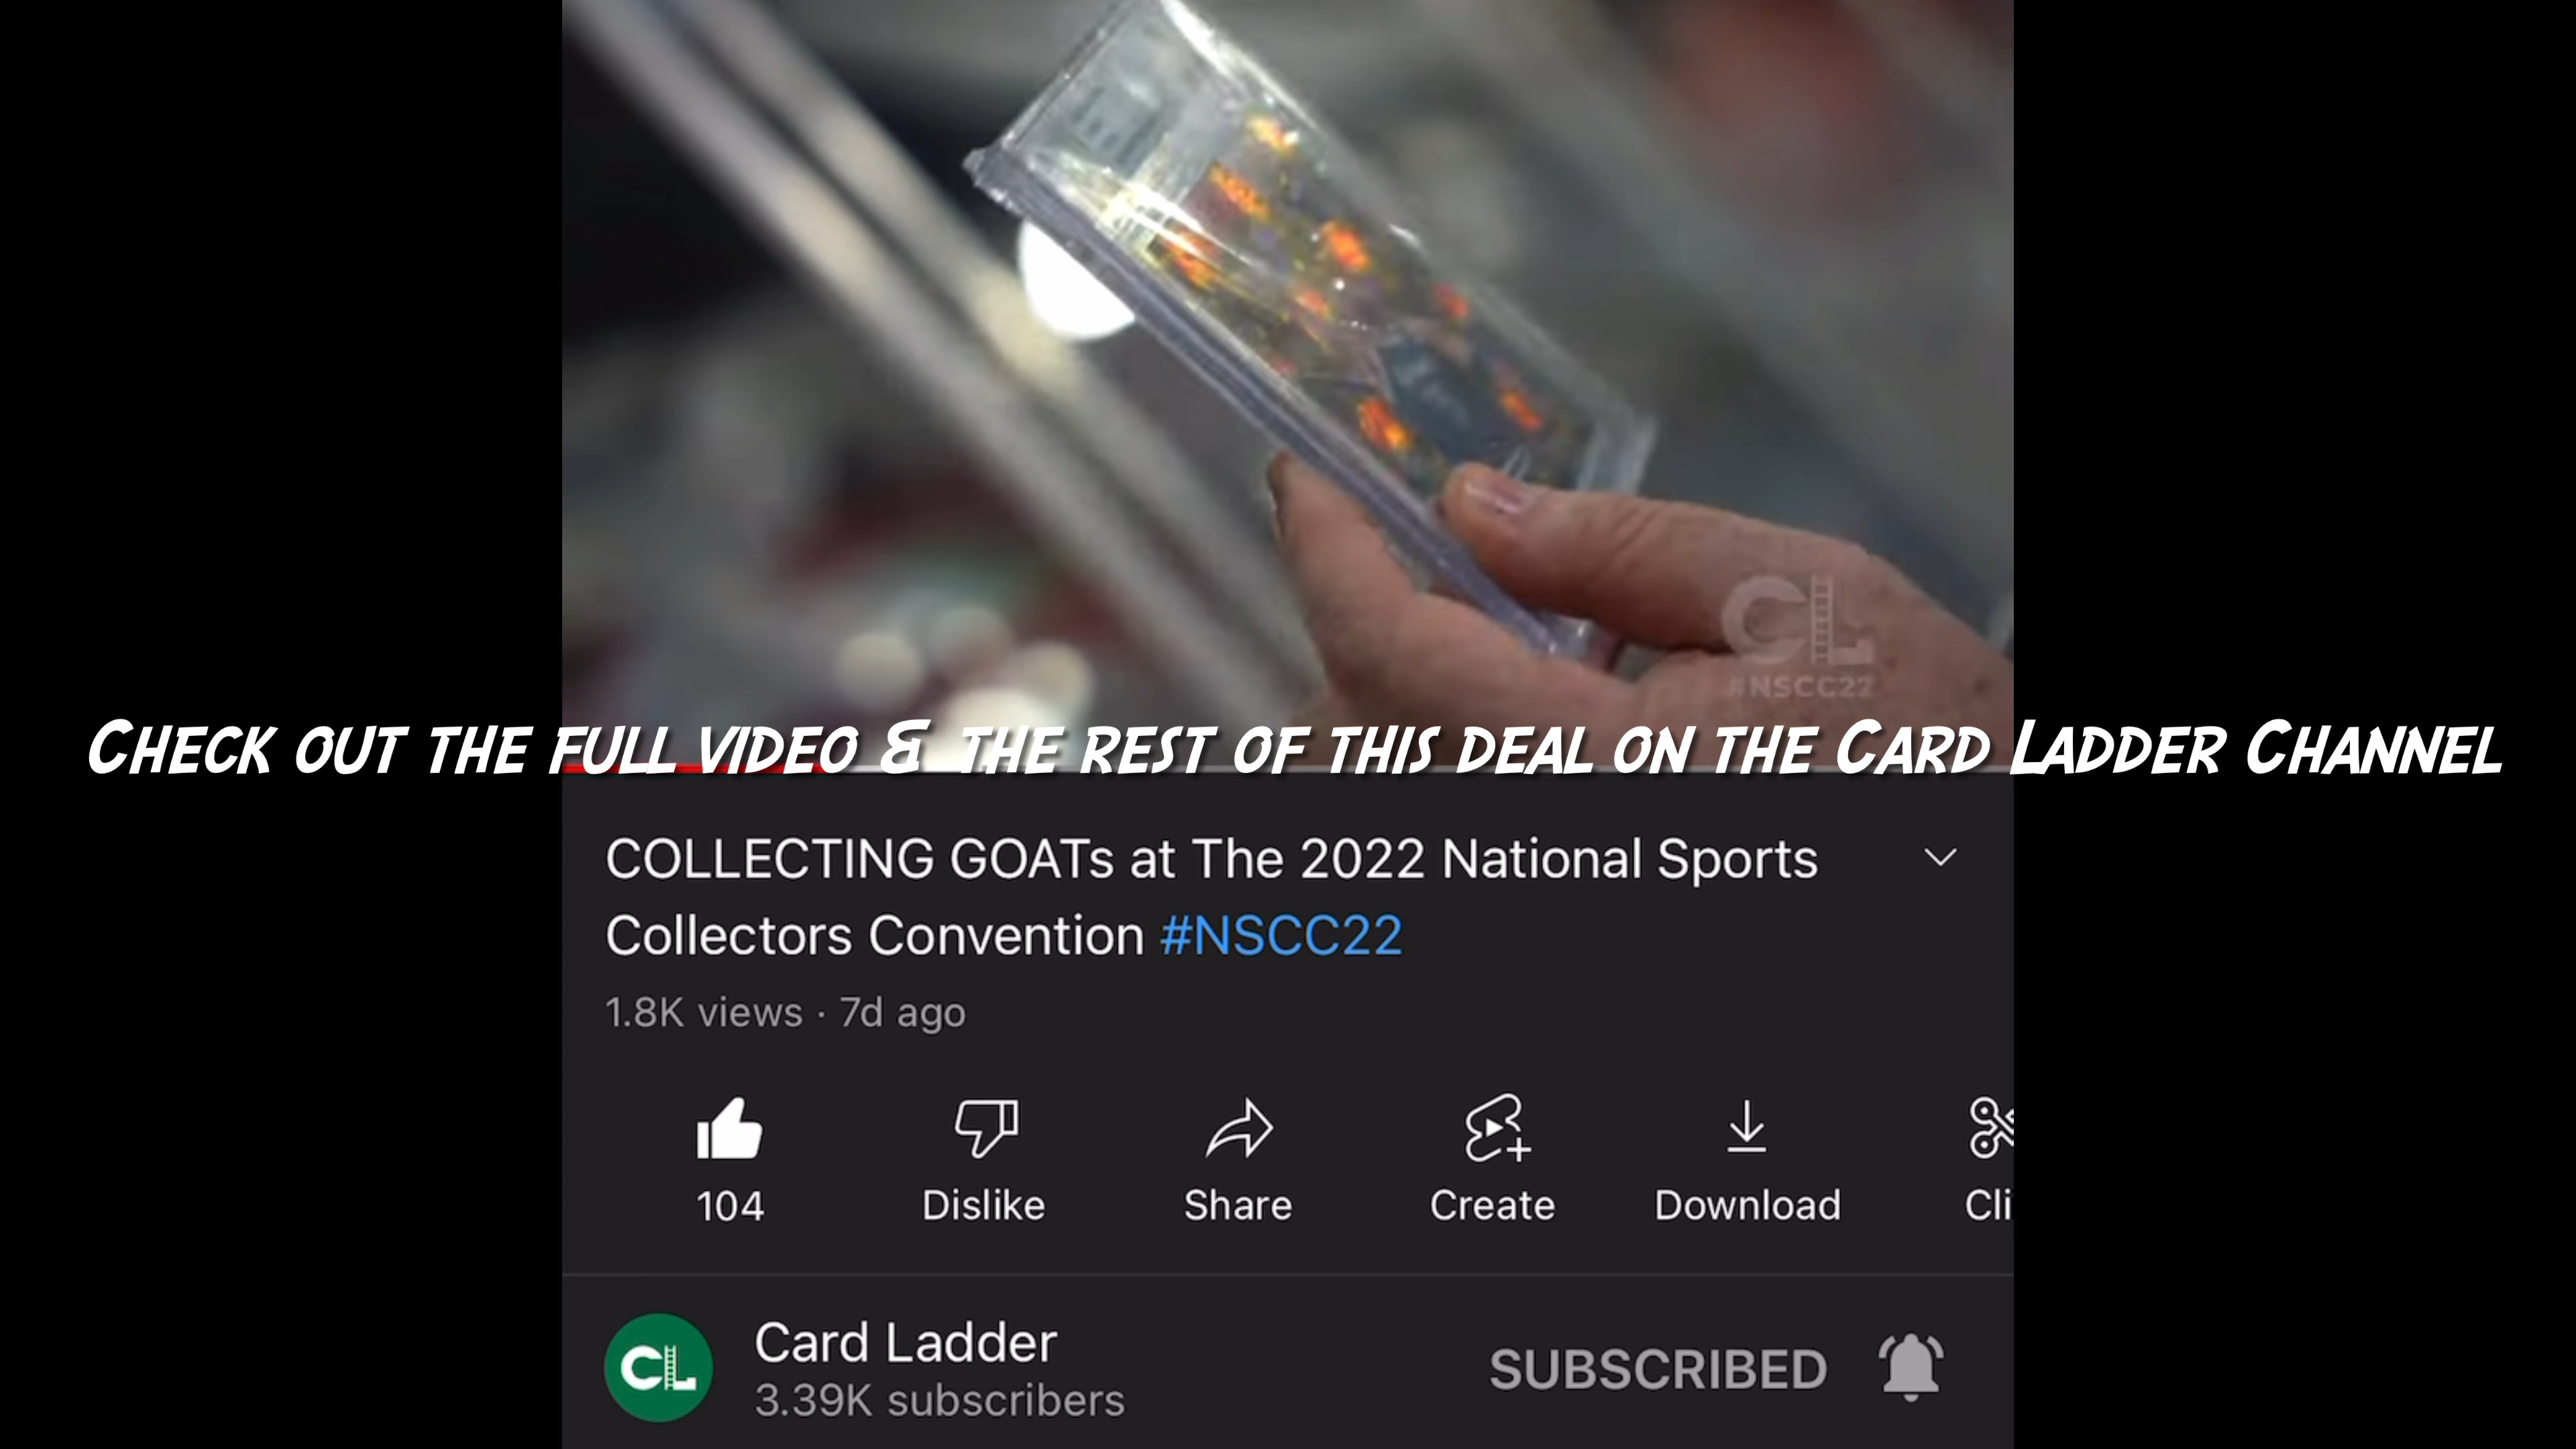 CL
#NSCC22
CHECK OUT THE FULL VIDEO & THE REST OF THIS DEAL ON THE CARD LADDER CHANNEL
COLLECTING GOATs at The 2022 National Sports
Collectors Convention #NSCC22
1.8K views · 7d ago
104
Dislike
Share
Create
Download
Cli
CL
Card Ladder
3.39K subscribers
SUBSCRIBED